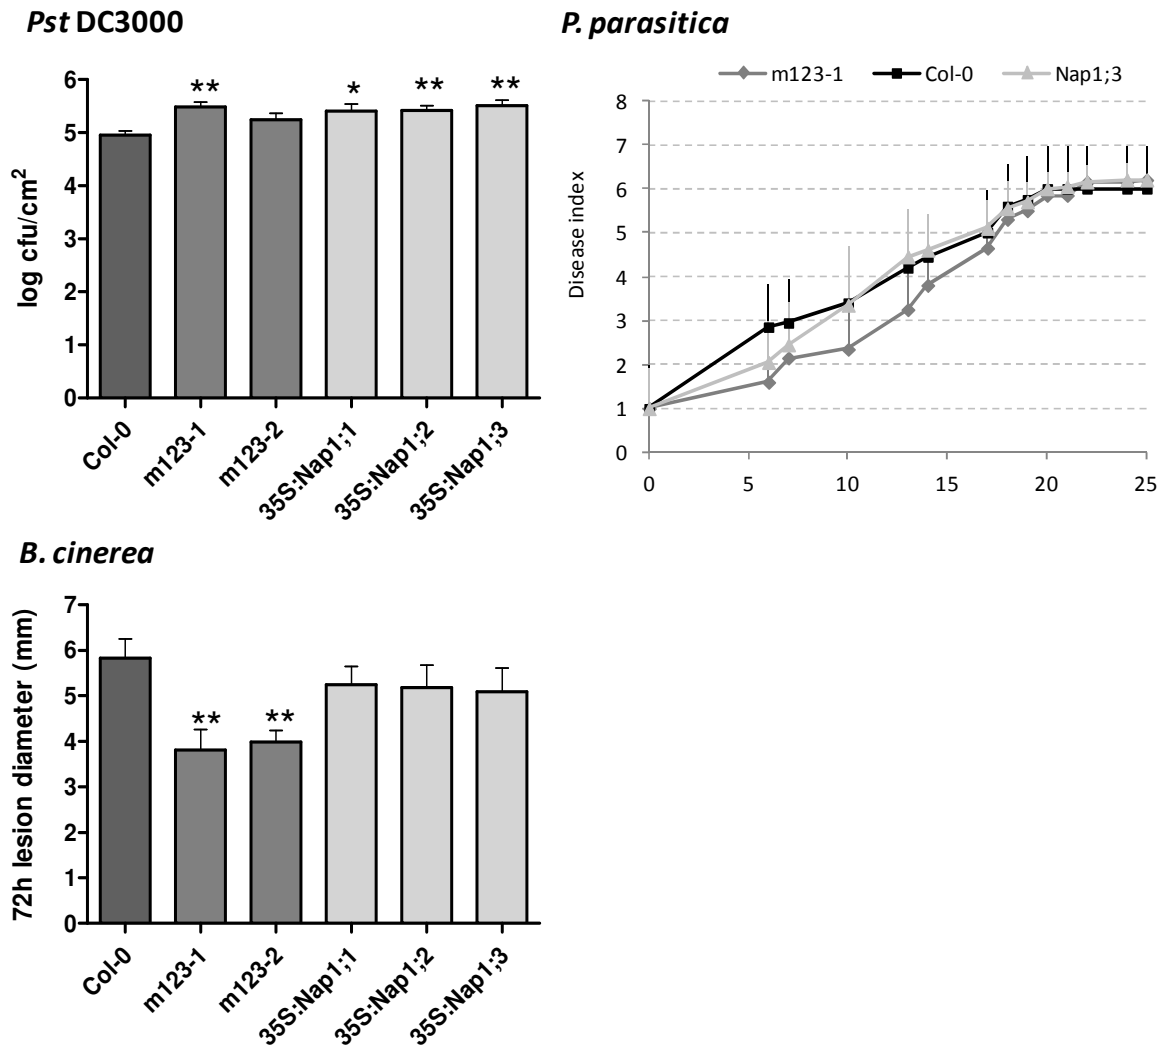 Pst DC3000
6
5
4
3
2
1
0
log cfu/cm²
** * ** **
Col-0
m123-1
m123-2
35S:Nap1;1
35S:Nap1;2
35S:Nap1;3
P. parasitica
m123-1 Col-0 Nap1;3
8
7
6
5
4
3
2
1
0
Disease index
0 5 10 15 20 25
B. cinerea
7
6
5
4
3
2
1
0
72h lesion diameter (mm)
** **
Col-0
m123-1
m123-2
35S:Nap1;1
35S:Nap1;2
35S:Nap1;3